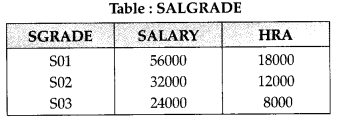 Table : SALGRADE
SGRADE SALARY HRA
S01 56000 18000
S02 32000 12000
S03 24000 8000